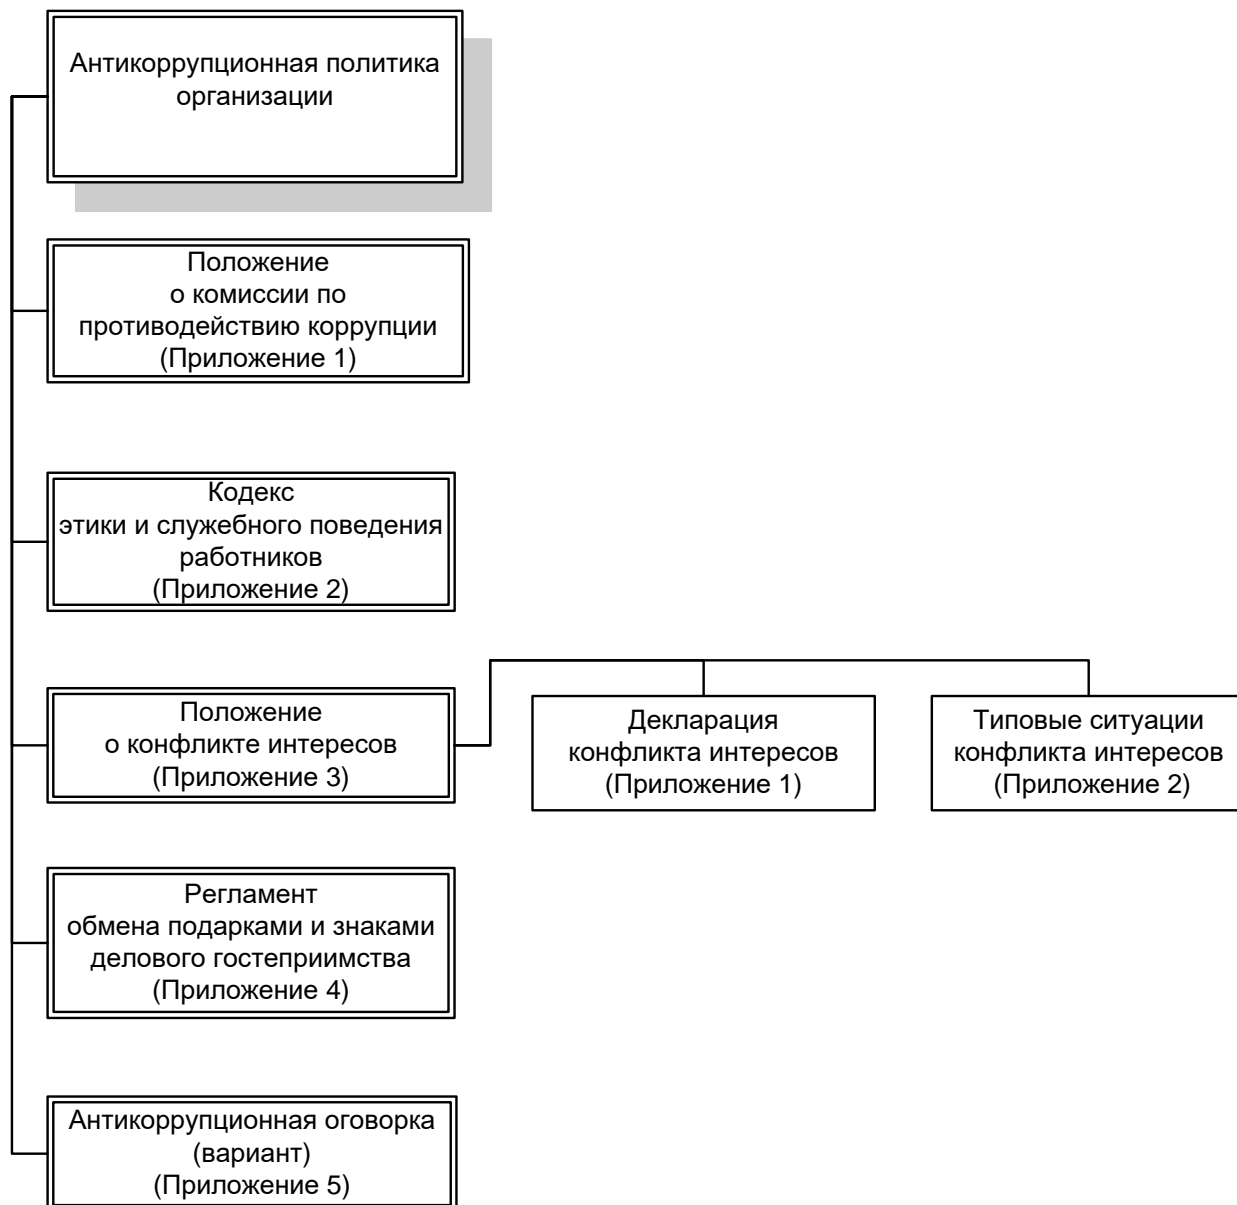 Антикоррупционная политика
организации
Положение
о комиссии по
противодействию коррупции
(Приложение 1)
Кодекс
этики и служебного поведения
работников
(Приложение 2)
Положение
о конфликте интересов
(Приложение 3)
Декларация
конфликта интересов
(Приложение 1)
Типовые ситуации
конфликта интересов
(Приложение 2)
Регламент
обмена подарками и знаками
делового гостеприимства
(Приложение 4)
Антикоррупционная оговорка
(вариант)
(Приложение 5)